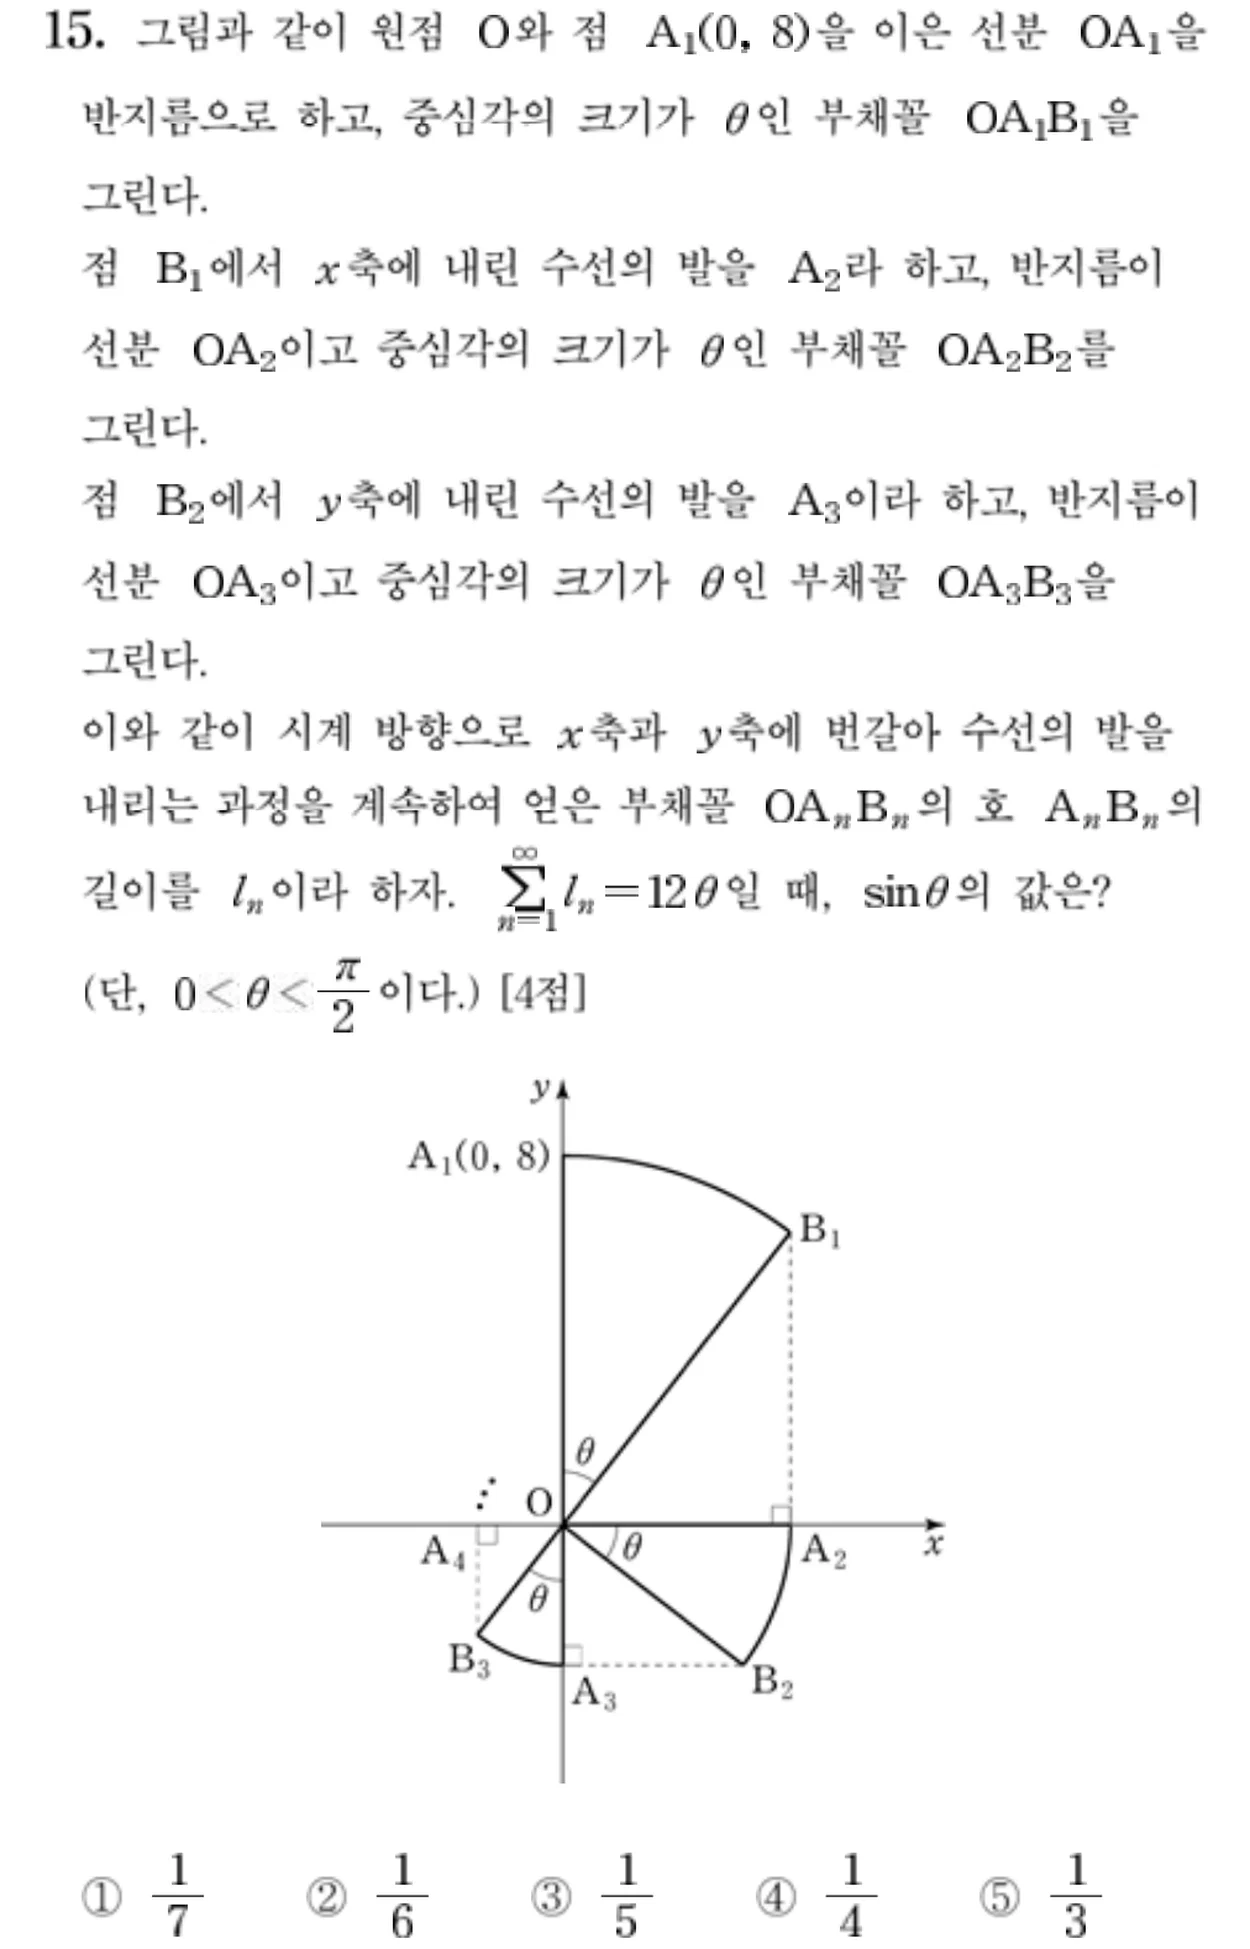 15. 그림과 같이 원점 O와 점 A₁(0, 8)을 이은 선분 OA₁을
반지름으로 하고, 중심각의 크기가 θ인 부채꼴 OA₁B₁을
그린다.
점 B₁에서 x축에 내린 수선의 발을 A₂라 하고, 반지름이
선분 OA₂이고 중심각의 크기가 θ인 부채꼴 OA₂B₂를
그린다.
점 B₂에서 y축에 내린 수선의 발을 A₃이라 하고, 반지름이
선분 OA₃이고 중심각의 크기가 θ인 부채꼴 OA₃B₃을
그린다.
이와 같이 시계 방향으로 x축과 y축에 번갈아 수선의 발을
내리는 과정을 계속하여 얻은 부채꼴 OAₙBₙ의 호 AₙBₙ의
길이를 lₙ이라 하자. ∑_{n=1}^{∞} lₙ=12θ일 때, sinθ의 값은?
(단, 0<θ<π/2이다.) [4점]
y
A₁(0, 8)
B₁
θ
O
A₄
θ
A₂
x
θ
B₃
A₃
B₂
① 1/7 ② 1/6 ③ 1/5 ④ 1/4 ⑤ 1/3